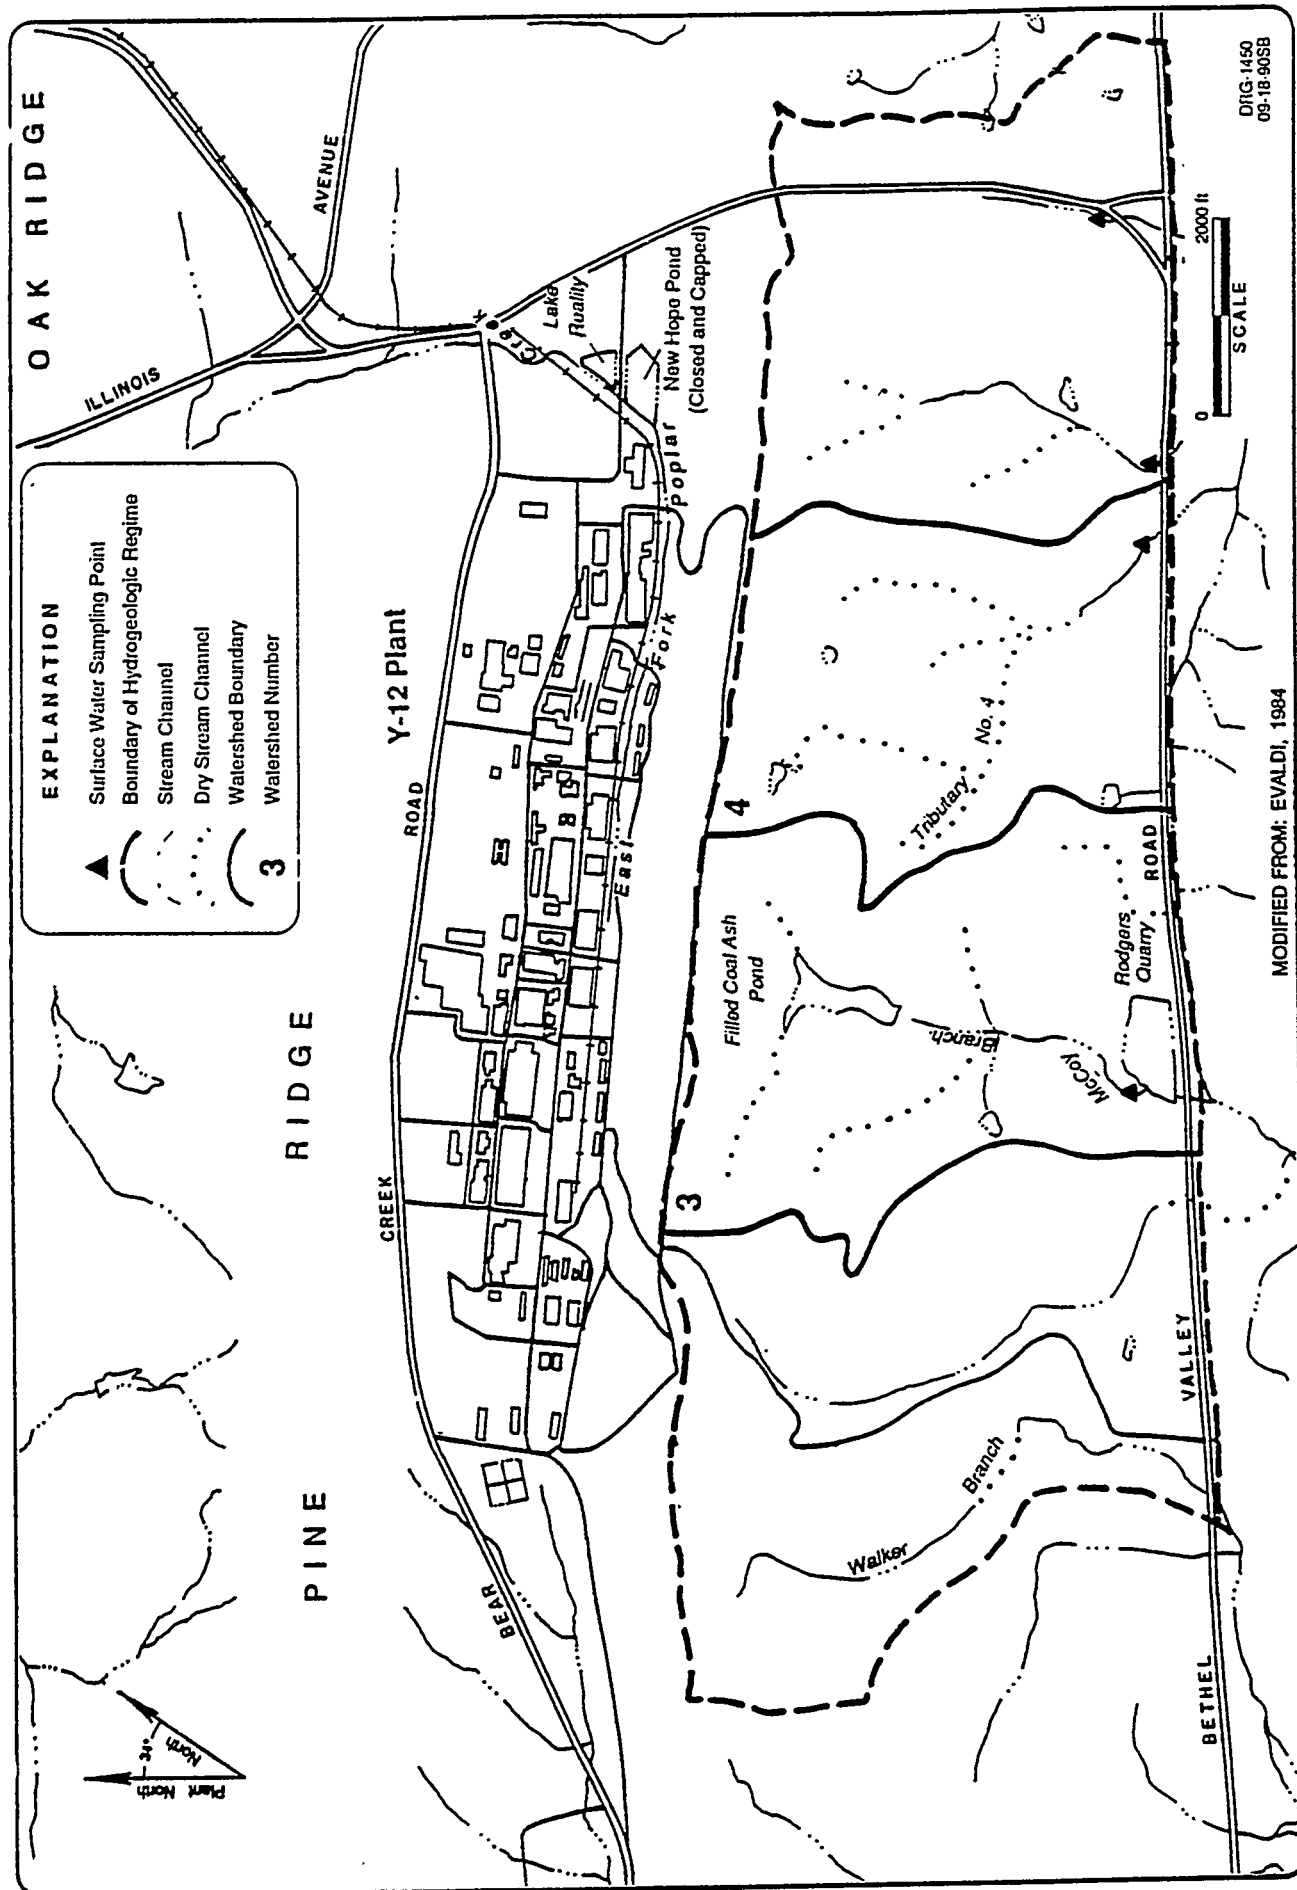 OAK RIDGE
ILLINOIS
AVENUE
EXPLANATION
Surface Water Sampling Point
Boundary of Hydrogeologic Regime
Stream Channel
Dry Stream Channel
Watershed Boundary
3 Watershed Number
PINE RIDGE
Plant North
North
34°
BEAR CREEK ROAD
Y-12 Plant
Lake
Ruality
New Hope Pond
(Closed and Capped)
East Fork Poplar Cre
3
4
Filled Coal Ash
Pond
Tributary No. 4
McCoy Branch
Rodgers
Quarry
Walker Branch
BETHEL VALLEY ROAD
0 2000 ft
SCALE
MODIFIED FROM: EVALDI, 1984
DRG-1450
09-18-90SB